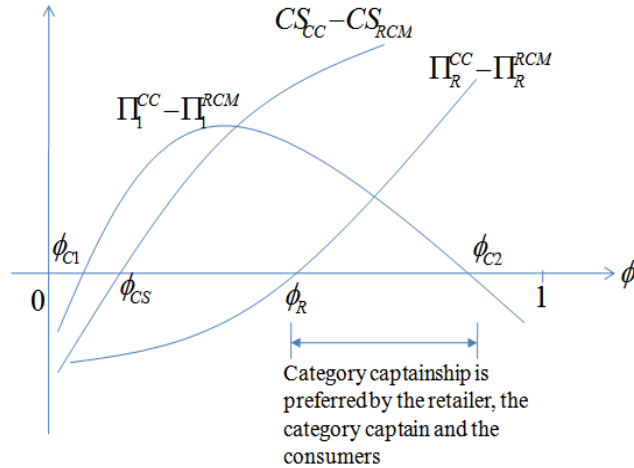 CS_CC − CS_RCM
Π_R^CC − Π_R^RCM
Π_1^CC − Π_1^RCM
ϕ_C1
ϕ_C2
ϕ
0
ϕ_CS
ϕ_R
1
Category captainship is
preferred by the retailer, the
category captain and the
consumers